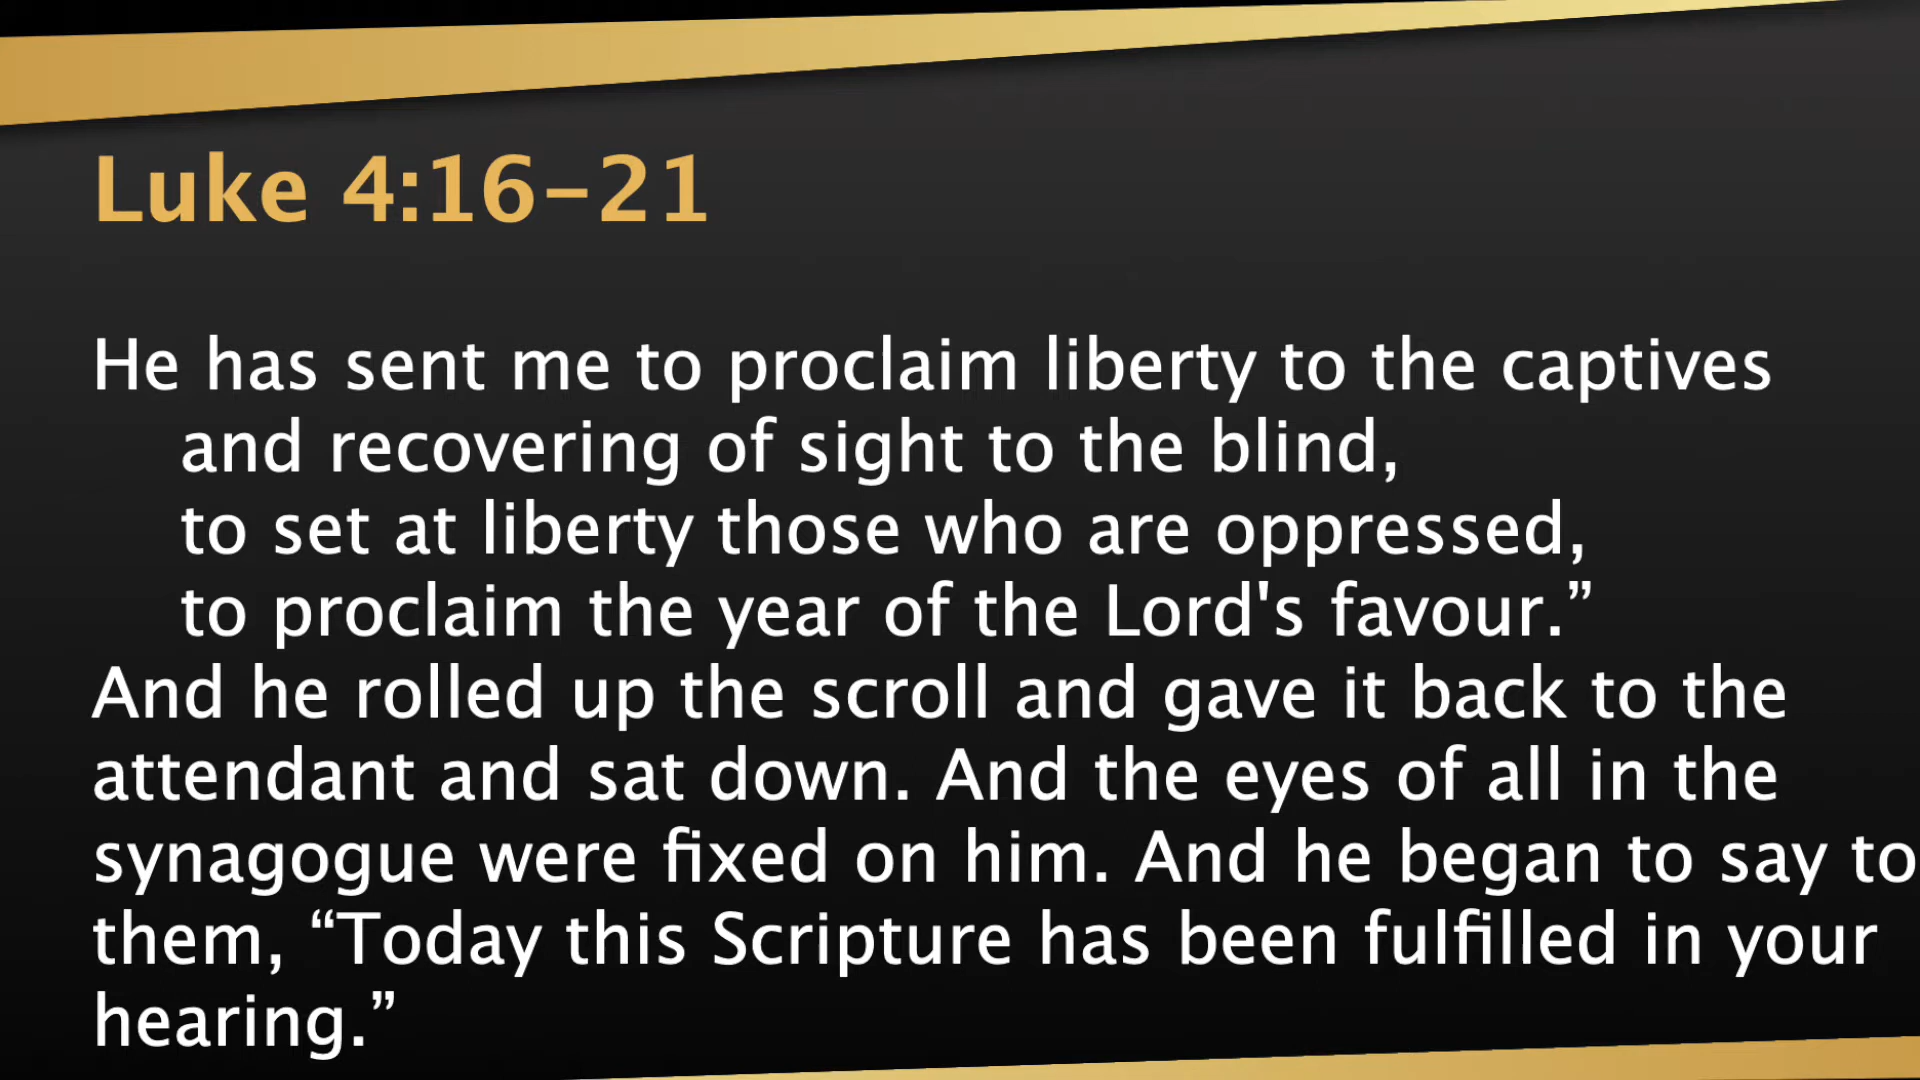 Luke 4:16–21
He has sent me to proclaim liberty to the captives
and recovering of sight to the blind,
to set at liberty those who are oppressed,
to proclaim the year of the Lord's favour.”
And he rolled up the scroll and gave it back to the
attendant and sat down. And the eyes of all in the
synagogue were fixed on him. And he began to say to
them, “Today this Scripture has been fulfilled in your
hearing.”